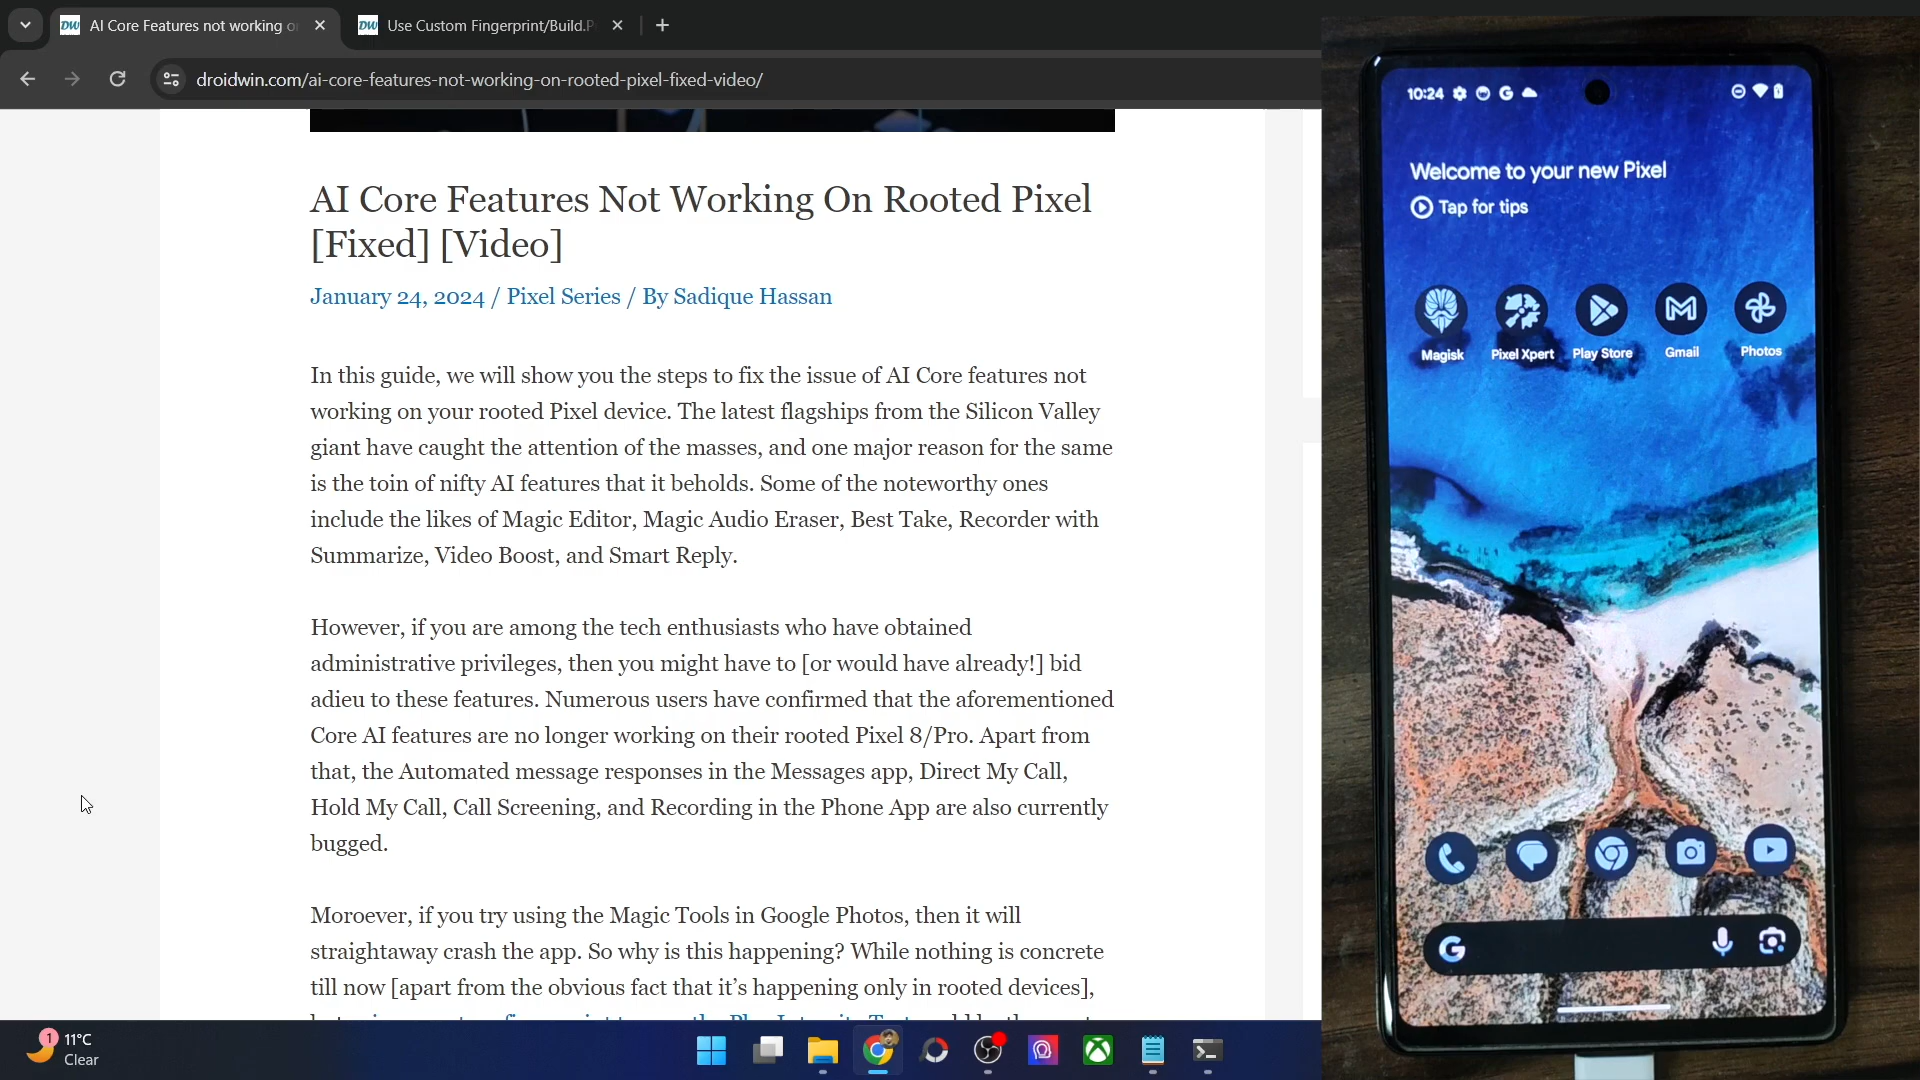 DW AI Core Features not working o
DW Use Custom Fingerprint/Build.P
droidwin.com/ai-core-features-not-working-on-rooted-pixel-fixed-video/
AI Core Features Not Working On Rooted Pixel
[Fixed] [Video]
January 24, 2024 / Pixel Series / By Sadique Hassan
In this guide, we will show you the steps to fix the issue of AI Core features not
working on your rooted Pixel device. The latest flagships from the Silicon Valley
giant have caught the attention of the masses, and one major reason for the same
is the toin of nifty AI features that it beholds. Some of the noteworthy ones
include the likes of Magic Editor, Magic Audio Eraser, Best Take, Recorder with
Summarize, Video Boost, and Smart Reply.
However, if you are among the tech enthusiasts who have obtained
administrative privileges, then you might have to [or would have already!] bid
adieu to these features. Numerous users have confirmed that the aforementioned
Core AI features are no longer working on their rooted Pixel 8/Pro. Apart from
that, the Automated message responses in the Messages app, Direct My Call,
Hold My Call, Call Screening, and Recording in the Phone App are also currently
bugged.
Moroever, if you try using the Magic Tools in Google Photos, then it will
straightaway crash the app. So why is this happening? While nothing is concrete
till now [apart from the obvious fact that it's happening only in rooted devices],
1
11°C
Clear
10:24
Welcome to your new Pixel
Tap for tips
Magisk Pixel Xpert Play Store Gmail Photos
G